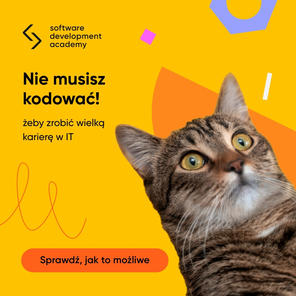 software
development
academy
Nie musisz
kodować!
żeby zrobić wielką
karierę w IT
Sprawdź, jak to możliwe